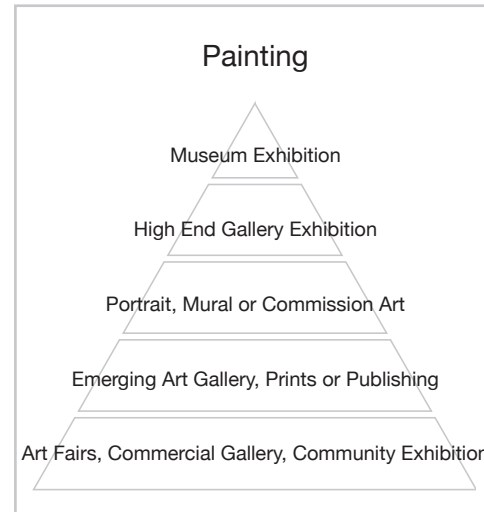 Painting
Museum Exhibition
High End Gallery Exhibition
Portrait, Mural or Commission Art
Emerging Art Gallery, Prints or Publishing
Art Fairs, Commercial Gallery, Community Exhibition